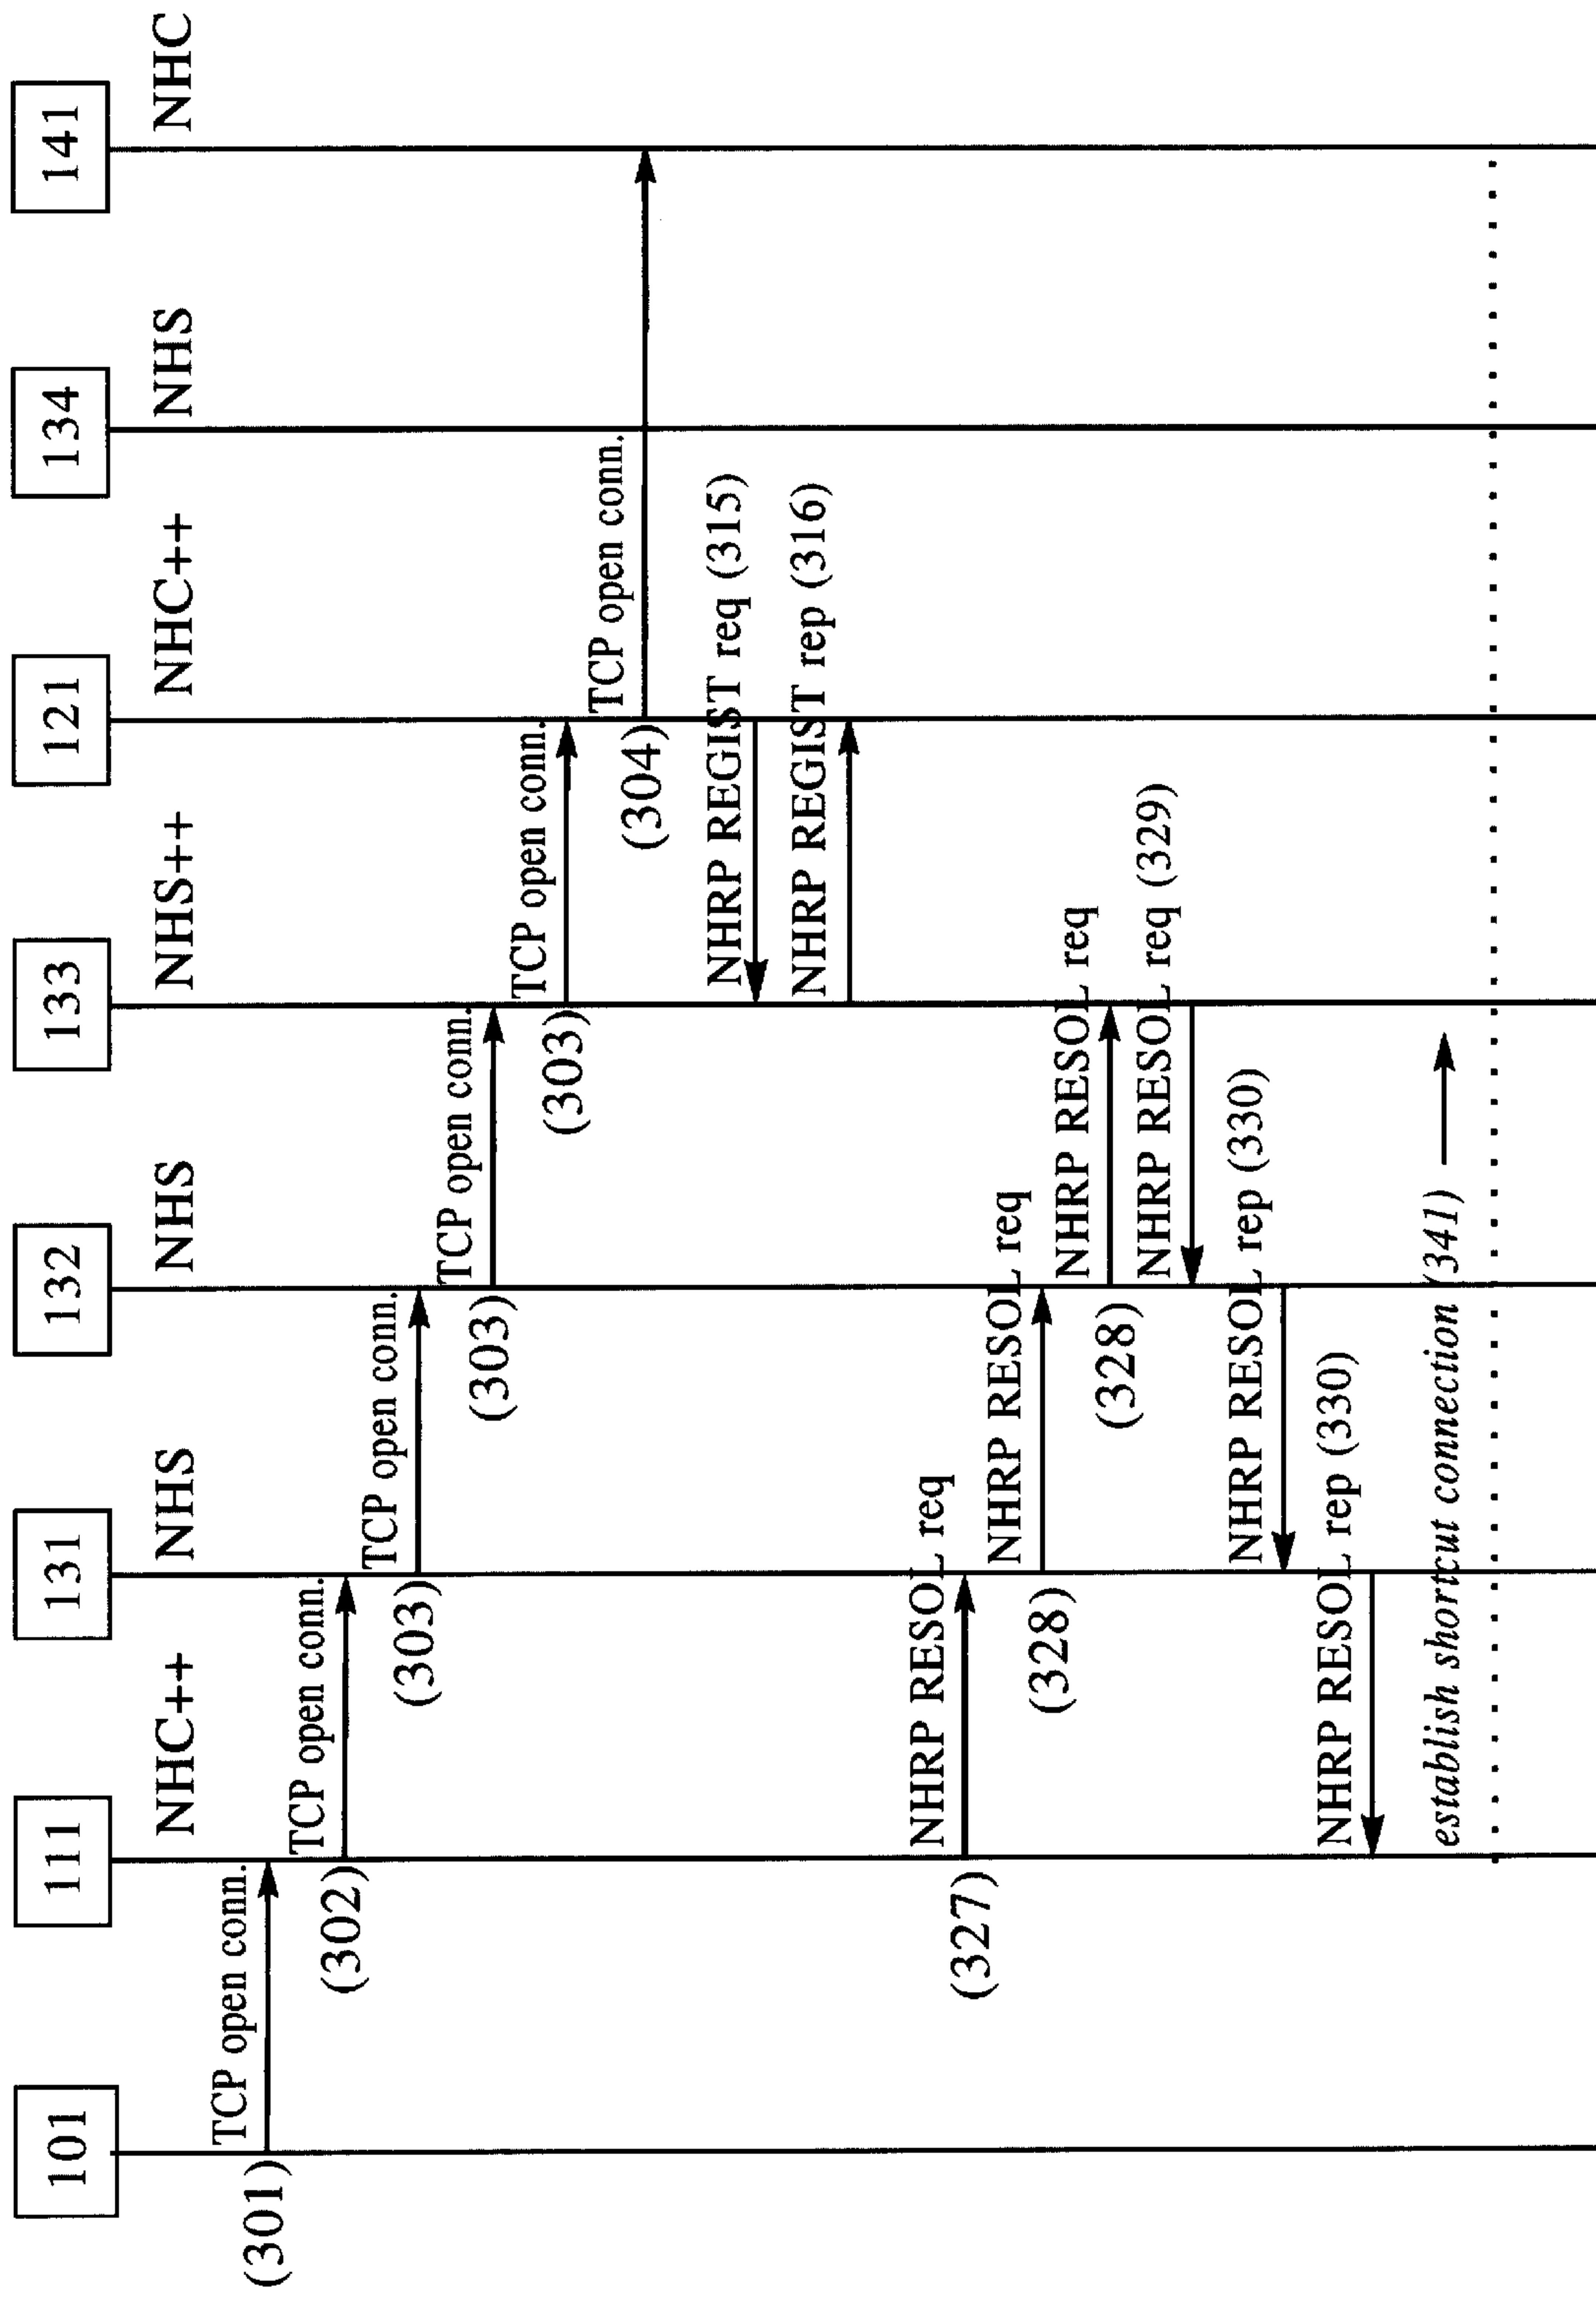 101
111
131
132
133
121
134
141
NHC++
NHS
NHS
NHS++
NHC++
NHS
NHC
TCP open conn.
(301)
TCP open conn.
(302)
TCP open conn.
(303)
TCP open conn.
(303)
TCP open conn.
(303)
TCP open conn.
(304)
NHRP REGIST req (315)
NHRP REGIST rep (316)
NHRP RESOL req
(327)
NHRP RESOL req
(328)
NHRP RESOL req
(328)
NHRP RESOL req (329)
NHRP RESOL rep (330)
NHRP RESOL rep (330)
establish shortcut connection (341)